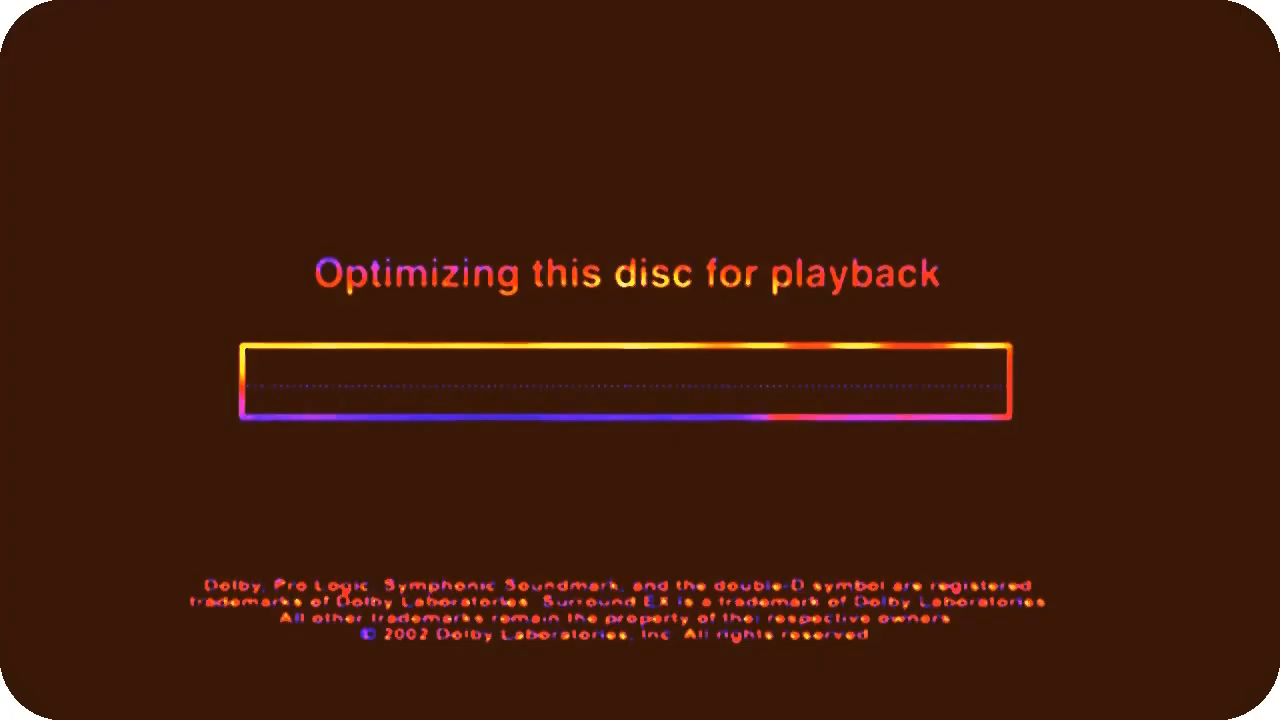 Optimizing this disc for playback
Dolby, Pro Logic, Symphonic Soundmark, and the double-D symbol are registered
trademarks of Dolby Laboratories. Surround EX is a trademark of Dolby Laboratories
All other trademarks remain the property of their respective owners
© 2002 Dolby Laboratories, Inc. All rights reserved